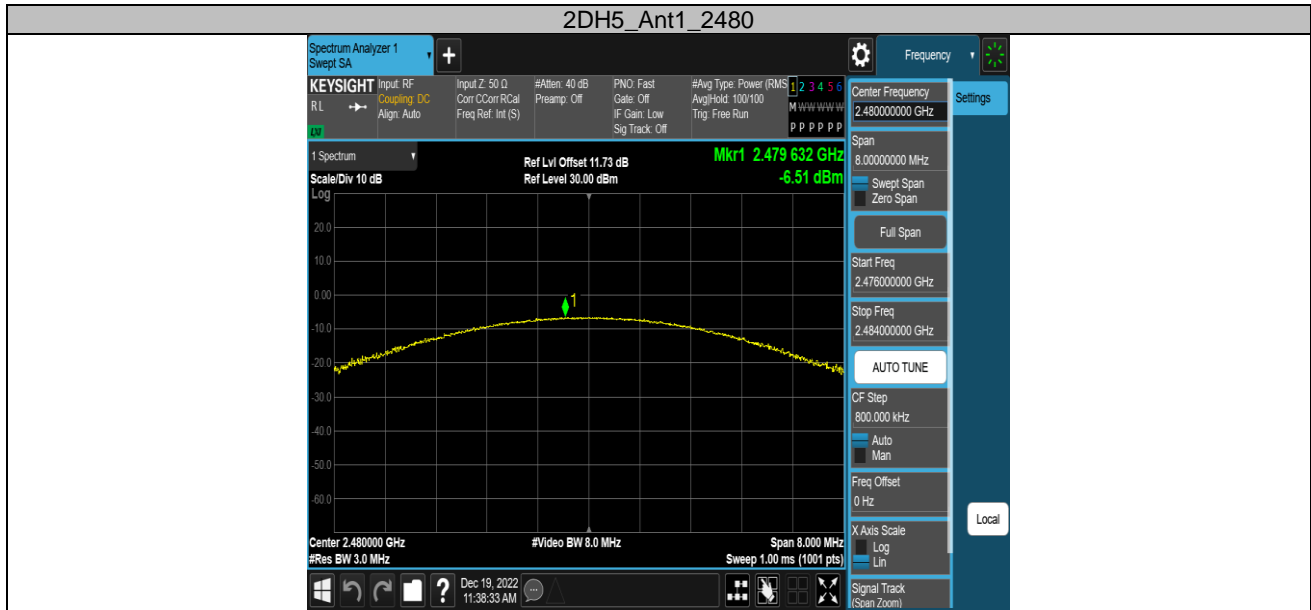 2DH5_Ant1_2480
Spectrum Analyzer 1
Swept SA
Frequency
KEYSIGHT
RL
LXI
Input: RF
Coupling: DC
Align: Auto
Input Z: 50 Ω
Corr CCorr RCal
Freq Ref: Int (S)
#Atten: 40 dB
Preamp: Off
PNO: Fast
Gate: Off
IF Gain: Low
Sig Track: Off
#Avg Type: Power (RMS
Avg|Hold: 100/100
Trig: Free Run
1 2 3 4 5 6
M W W W W W
P P P P P P
1 Spectrum
Scale/Div 10 dB
Log
Ref Lvl Offset 11.73 dB
Ref Level 30.00 dBm
Mkr1 2.479 632 GHz
-6.51 dBm
20.0
10.0
0.00
-10.0
-20.0
-30.0
-40.0
-50.0
-60.0
1
Center 2.480000 GHz
#Res BW 3.0 MHz
#Video BW 8.0 MHz
Span 8.000 MHz
Sweep 1.00 ms (1001 pts)
?
Dec 19, 2022
11:38:33 AM
Center Frequency
2.480000000 GHz
Settings
Span
8.00000000 MHz
Swept Span
Zero Span
Full Span
Start Freq
2.476000000 GHz
Stop Freq
2.484000000 GHz
AUTO TUNE
CF Step
800.000 kHz
Auto
Man
Freq Offset
0 Hz
Local
X Axis Scale
Log
Lin
Signal Track
(Span Zoom)